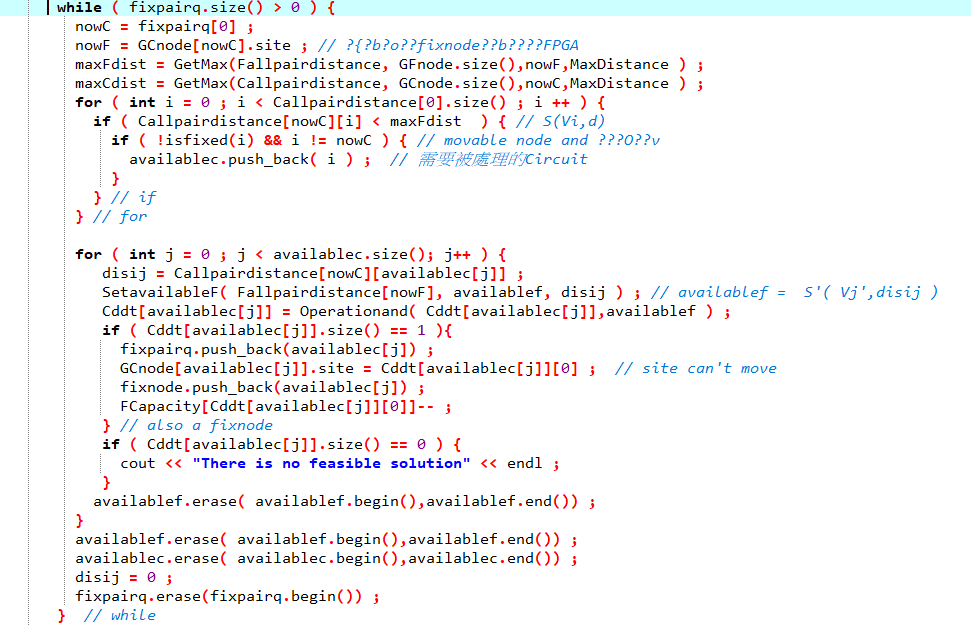 while ( fixpairq.size() > 0 ) {
nowC = fixpairq[0] ;
nowF = GCnode[nowC].site ; // ?{?b?o??fixnode??b????FPGA
maxFdist = GetMax(Fallpairdistance, GFnode.size(),nowF,MaxDistance ) ;
maxCdist = GetMax(Callpairdistance, GCnode.size(),nowC,MaxDistance ) ;
for ( int i = 0 ; i < Callpairdistance[0].size() ; i ++ ) {
if ( Callpairdistance[nowC][i] < maxFdist  ) { // S(Vi,d)
if ( !isfixed(i) && i != nowC ) { // movable node and ???O??v
availablec.push_back( i ) ;  // 需要被處理的Circuit
}
} // if
} // for
for ( int j = 0 ; j < availablec.size(); j++ ) {
disij = Callpairdistance[nowC][availablec[j]] ;
SetavailableF( Fallpairdistance[nowF], availablef, disij ) ; // availablef =  S'( Vj',disij )
Cddt[availablec[j]] = Operationand( Cddt[availablec[j]],availablef ) ;
if ( Cddt[availablec[j]].size() == 1 ){
fixpairq.push_back(availablec[j]) ;
GCnode[availablec[j]].site = Cddt[availablec[j]][0] ;  // site can't move
fixnode.push_back(availablec[j]) ;
FCapacity[Cddt[availablec[j]][0]]-- ;
} // also a fixnode
if ( Cddt[availablec[j]].size() == 0 ) {
cout << "There is no feasible solution" << endl ;
}
availablef.erase( availablef.begin(),availablef.end()) ;
}
availablef.erase( availablef.begin(),availablef.end()) ;
availablec.erase( availablec.begin(),availablec.end()) ;
disij = 0 ;
fixpairq.erase(fixpairq.begin()) ;
}  // while